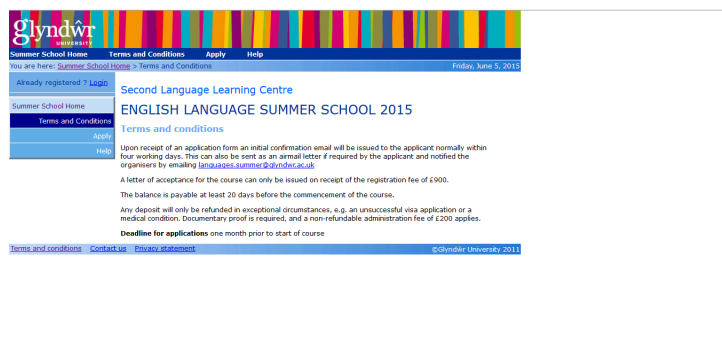 glyndŵr
UNIVERSITY
Summer School Home Terms and Conditions Apply Help
You are here: Summer School Home > Terms and Conditions Friday, June 5, 2015
Already registered ? Login
Summer School Home
Terms and Conditions
Apply
Help
Second Language Learning Centre
ENGLISH LANGUAGE SUMMER SCHOOL 2015
Terms and conditions
Upon receipt of an application form an initial confirmation email will be issued to the applicant normally within
four working days. This can also be sent as an airmail letter if required by the applicant and notified the
organisers by emailing languages.summer@glyndwr.ac.uk
A letter of acceptance for the course can only be issued on receipt of the registration fee of £900.
The balance is payable at least 20 days before the commencement of the course.
Any deposit will only be refunded in exceptional circumstances, e.g. an unsuccessful visa application or a
medical condition. Documentary proof is required, and a non-refundable administration fee of £200 applies.
Deadline for applications one month prior to start of course
Terms and conditions Contact us Privacy statement ©Glyndŵr University 2011